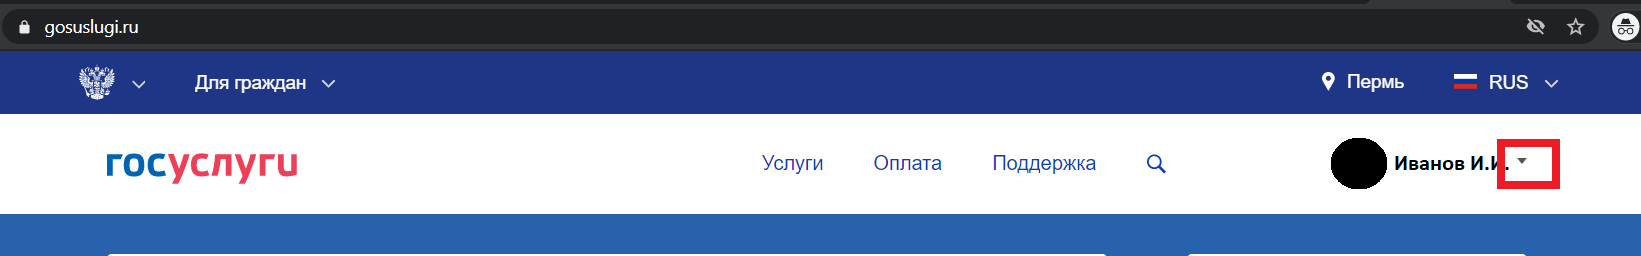 gosuslugi.ru
Для граждан Пермь RUS
госуслуги Услуги Оплата Поддержка Иванов И.И.